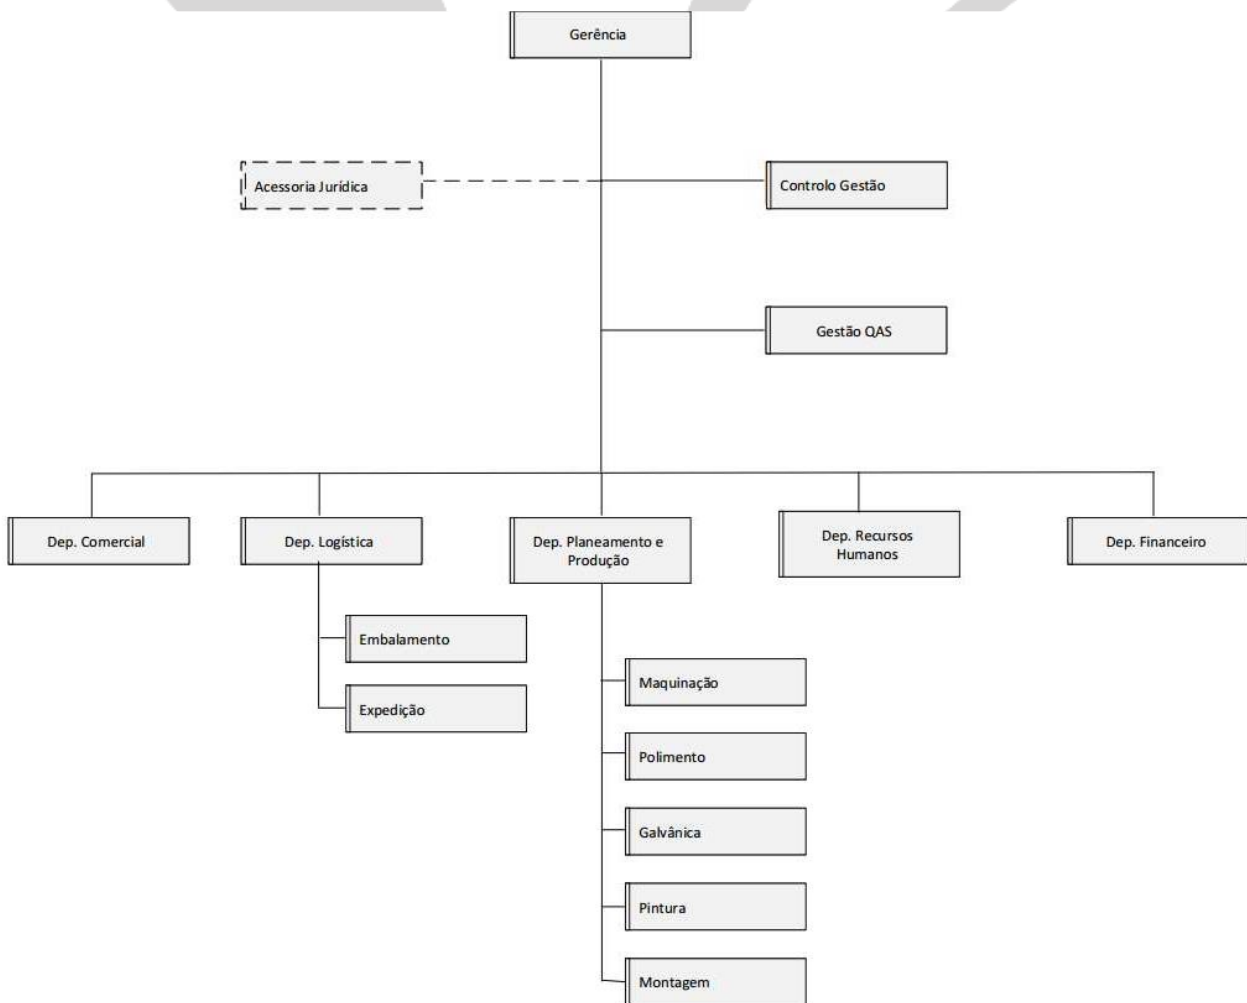 Gerência
Acessoria Jurídica
Controlo Gestão
Gestão QAS
Dep. Comercial
Dep. Logística
Dep. Planeamento e
Produção
Dep. Recursos
Humanos
Dep. Financeiro
Embalamento
Expedição
Maquinação
Polimento
Galvânica
Pintura
Montagem